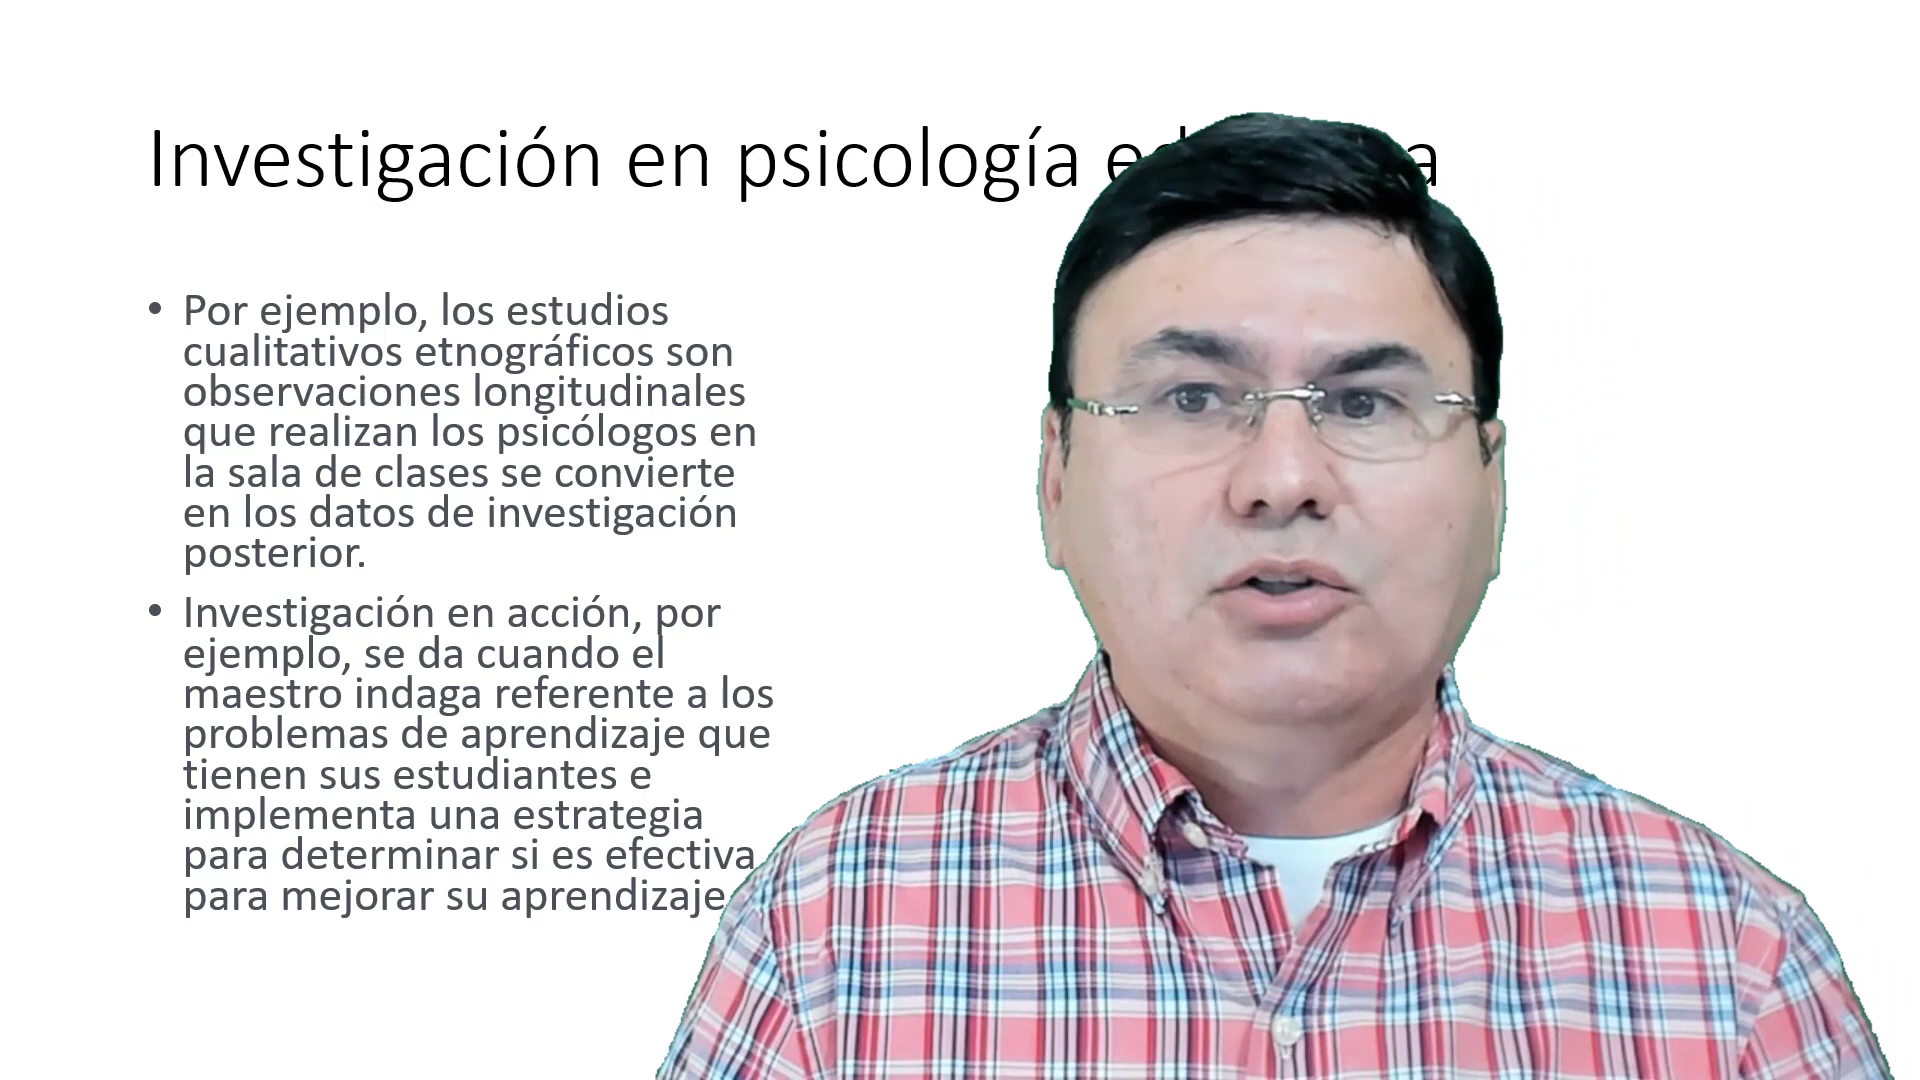 Investigación en psicología
• Por ejemplo, los estudios
cualitativos etnográficos son
observaciones longitudinales
que realizan los psicólogos en
la sala de clases se convierte
en los datos de investigación
posterior.
• Investigación en acción, por
ejemplo, se da cuando el
maestro indaga referente a los
problemas de aprendizaje que
tienen sus estudiantes e
implementa una estrategia
para determinar si es efectiva
para mejorar su aprendizaje